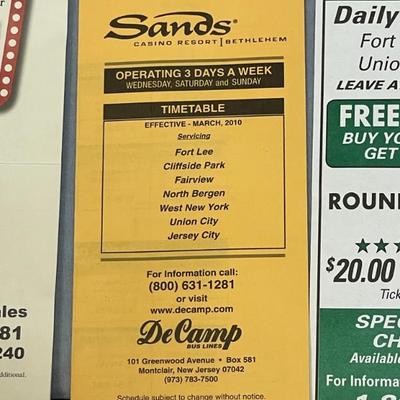 Sands
CASINO RESORT | BETHLEHEM
OPERATING 3 DAYS A WEEK
WEDNESDAY, SATURDAY and SUNDAY
TIMETABLE
EFFECTIVE - MARCH, 2010
Servicing
Fort Lee
Cliffside Park
Fairview
North Bergen
West New York
Union City
Jersey City
For Information call:
(800) 631-1281
or visit
www.decamp.com
DeCamp
BUS LINES
101 Greenwood Avenue • Box 581
Montclair, New Jersey 07042
(973) 783-7500
Schedule subject to change without notice.
81
240
additional.
Daily
Fort
Union
LEAVE A
FREE
BUY YO
GET
ROUN
$20.00
Tick
SPEC
CH
Available
For Informa